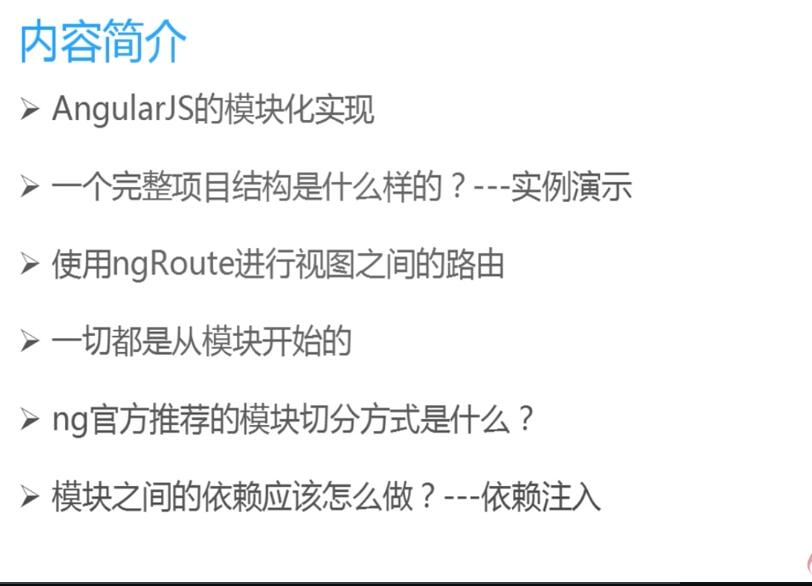 内容简介
➢ AngularJS的模块化实现
➢ 一个完整项目结构是什么样的？---实例演示
➢ 使用ngRoute进行视图之间的路由
➢ 一切都是从模块开始的
➢ ng官方推荐的模块切分方式是什么？
➢ 模块之间的依赖应该怎么做？---依赖注入